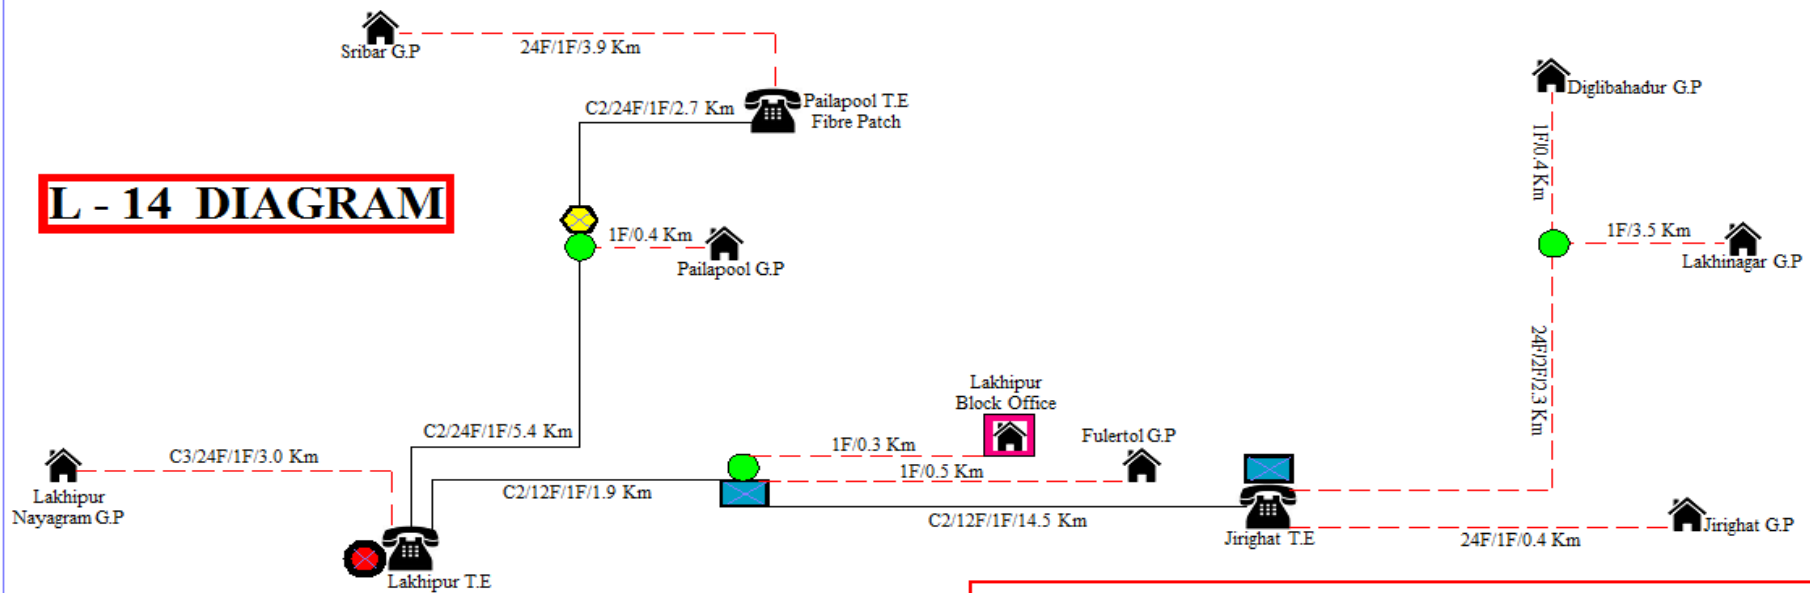 Sribar G.P
24F/1F/3.9 Km
Diglibahadur G.P
C2/24F/1F/2.7 Km
Pailapool T.E
Fibre Patch
1F/0.4 Km
L - 14 DIAGRAM
1F/0.4 Km
Pailapool G.P
1F/3.5 Km
Lakhinagar G.P
24F/2F/2.3 Km
Lakhipur
Block Office
C2/24F/1F/5.4 Km
1F/0.3 Km
Fulertol G.P
C3/24F/1F/3.0 Km
1F/0.5 Km
Lakhipur
Nayagram G.P
C2/12F/1F/1.9 Km
C2/12F/1F/14.5 Km
Jirighat T.E
24F/1F/0.4 Km
Jirighat G.P
Lakhipur T.E